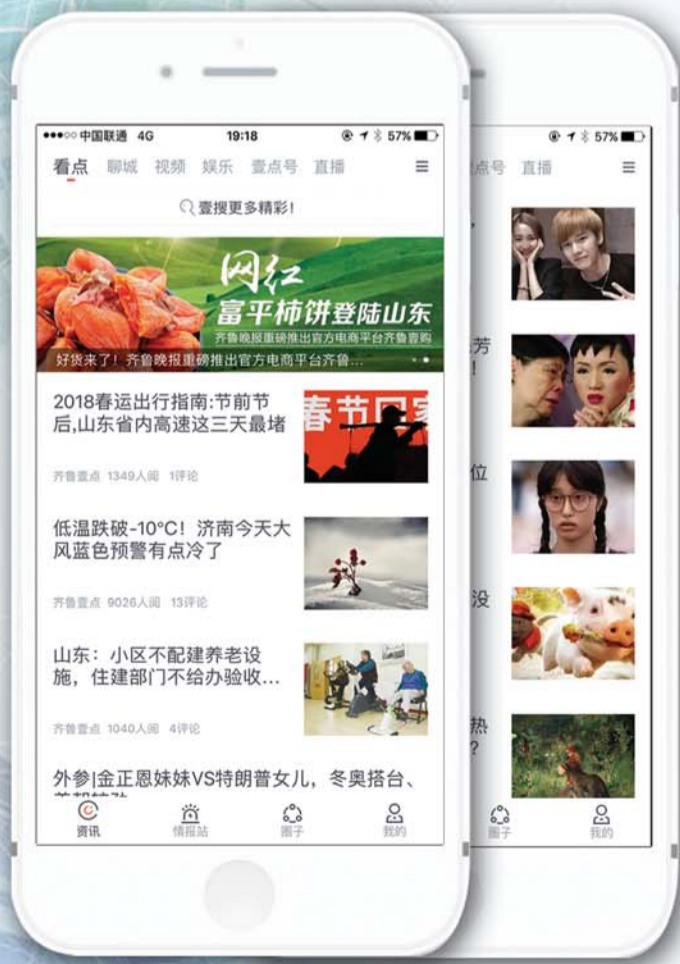 中国联通 4G
19:18
57%
看点 聊城 视频 娱乐 壹点号 直播
壹搜更多精彩!
网红
富平柿饼登陆山东
齐鲁晚报重磅推出官方电商平台齐鲁壹购
好货来了!齐鲁晚报重磅推出官方电商平台齐鲁...
2018春运出行指南:节前节
后,山东省内高速这三天最堵
春节回家
齐鲁壹点 1349人阅 1评论
低温跌破-10°C!济南今天大
风蓝色预警有点冷了
齐鲁壹点 9026人阅 13评论
山东:小区不配建养老设
施,住建部门不给办验收...
齐鲁壹点 1040人阅 4评论
外参|金正恩妹妹VS特朗普女儿,冬奥搭台、
资讯 情报站 圈子 我的
57%
点号 直播
芳
!
位
没
热
?
圈子 我的